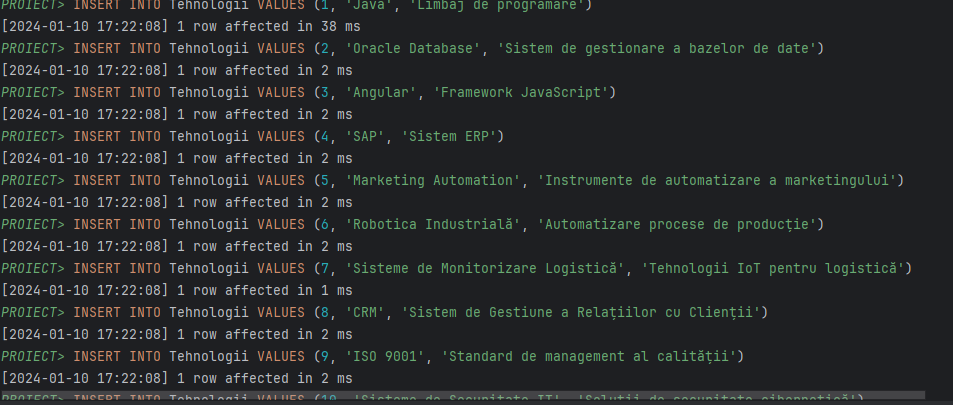 PROIECT> INSERT INTO Tehnologii VALUES (1, 'Java', 'Limbaj de programare')
[2024-01-10 17:22:08] 1 row affected in 38 ms
PROIECT> INSERT INTO Tehnologii VALUES (2, 'Oracle Database', 'Sistem de gestionare a bazelor de date')
[2024-01-10 17:22:08] 1 row affected in 2 ms
PROIECT> INSERT INTO Tehnologii VALUES (3, 'Angular', 'Framework JavaScript')
[2024-01-10 17:22:08] 1 row affected in 2 ms
PROIECT> INSERT INTO Tehnologii VALUES (4, 'SAP', 'Sistem ERP')
[2024-01-10 17:22:08] 1 row affected in 2 ms
PROIECT> INSERT INTO Tehnologii VALUES (5, 'Marketing Automation', 'Instrumente de automatizare a marketingului')
[2024-01-10 17:22:08] 1 row affected in 2 ms
PROIECT> INSERT INTO Tehnologii VALUES (6, 'Robotica Industrială', 'Automatizare procese de producție')
[2024-01-10 17:22:08] 1 row affected in 2 ms
PROIECT> INSERT INTO Tehnologii VALUES (7, 'Sisteme de Monitorizare Logistică', 'Tehnologii IoT pentru logistică')
[2024-01-10 17:22:08] 1 row affected in 1 ms
PROIECT> INSERT INTO Tehnologii VALUES (8, 'CRM', 'Sistem de Gestiune a Relațiilor cu Clienții')
[2024-01-10 17:22:08] 1 row affected in 2 ms
PROIECT> INSERT INTO Tehnologii VALUES (9, 'ISO 9001', 'Standard de management al calității')
[2024-01-10 17:22:08] 1 row affected in 2 ms
PROIECT> INSERT INTO Tehnologii VALUES (10, 'Sisteme de Securitate IT', 'Soluții de securitate cibernetică')